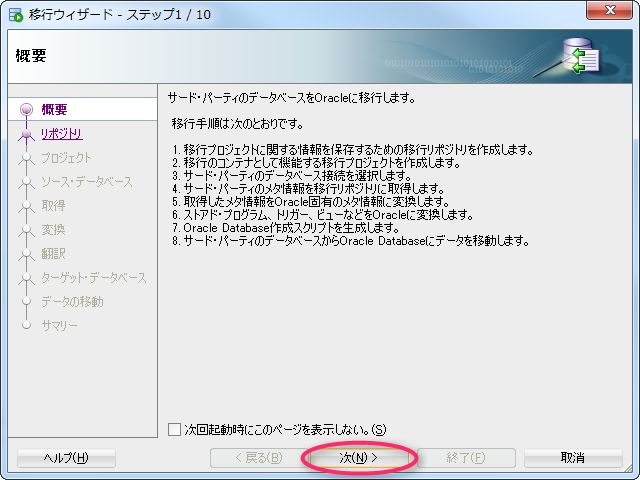 移行ウィザード - ステップ1 / 10
概要
概要
リポジトリ
プロジェクト
ソース・データベース
取得
変換
翻訳
ターゲット・データベース
データの移動
サマリー
サード・パーティのデータベースをOracleに移行します。
移行手順は次のとおりです。
1. 移行プロジェクトに関する情報を保存するための移行リポジトリを作成します。
2. 移行のコンテナとして機能する移行プロジェクトを作成します。
3. サード・パーティのデータベース接続を選択します。
4. サード・パーティのメタ情報を移行リポジトリに取得します。
5. 取得したメタ情報をOracle固有のメタ情報に変換します。
6. ストアド・プログラム、トリガー、ビューなどをOracleに変換します。
7. Oracle Database作成スクリプトを生成します。
8. サード・パーティのデータベースからOracle Databaseにデータを移動します。
次回起動時にこのページを表示しない。(S)
ヘルプ(H)
< 戻る(B)
次(N) >
終了(F)
取消